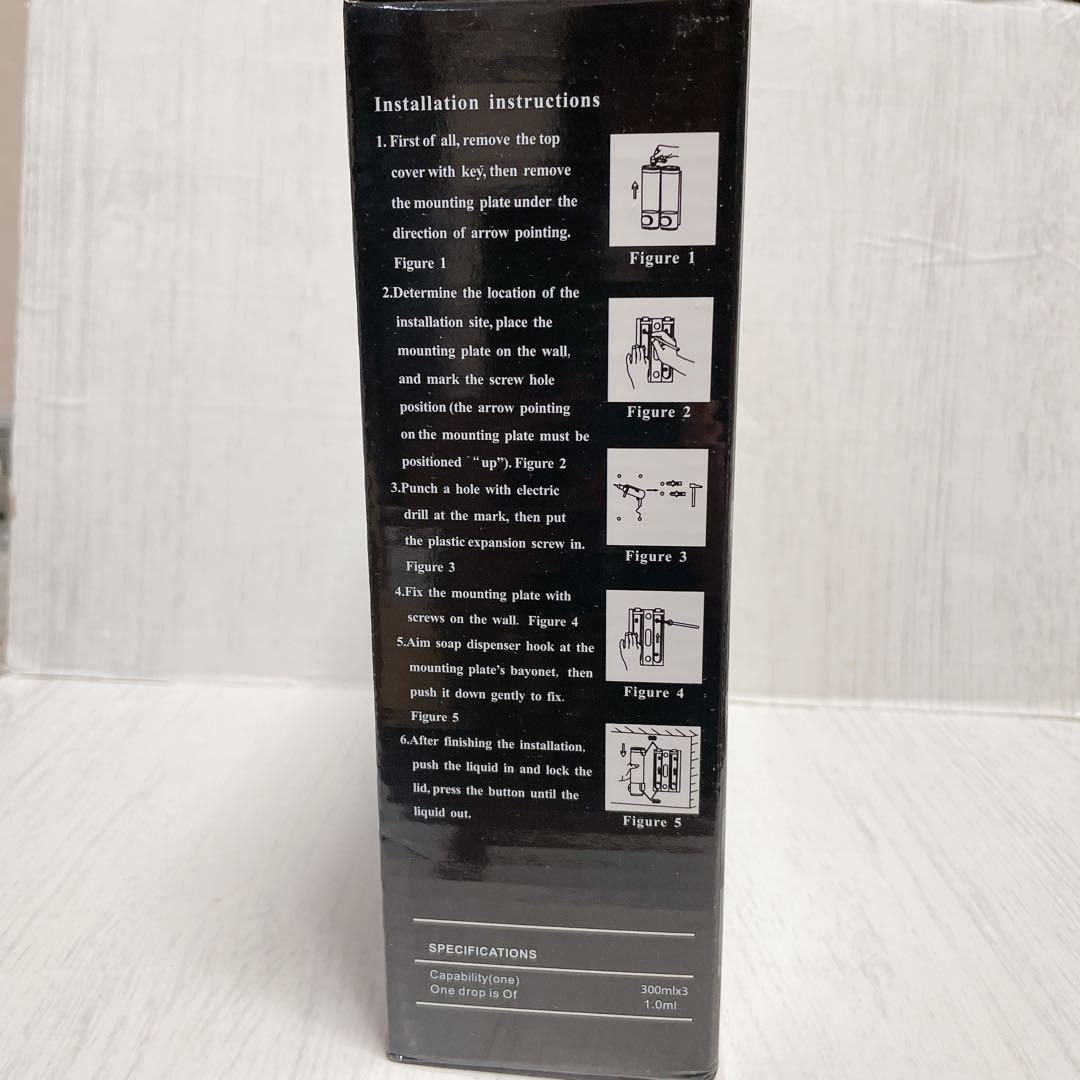 Installation instructions
1. First of all, remove the top
cover with key, then remove
the mounting plate under the
direction of arrow pointing.
Figure 1
Figure 1
2.Determine the location of the
installation site, place the
mounting plate on the wall,
and mark the screw hole
position (the arrow pointing
on the mounting plate must be
positioned “up”). Figure 2
Figure 2
3.Punch a hole with electric
drill at the mark, then put
the plastic expansion screw in.
Figure 3
Figure 3
4.Fix the mounting plate with
screws on the wall. Figure 4
Figure 4
5.Aim soap dispenser hook at the
mounting plate's bayonet, then
push it down gently to fix.
Figure 5
6.After finishing the installation,
push the liquid in and lock the
lid, press the button until the
liquid out.
Figure 5
SPECIFICATIONS
Capability(one) 300mlx3
One drop is Of 1.0ml